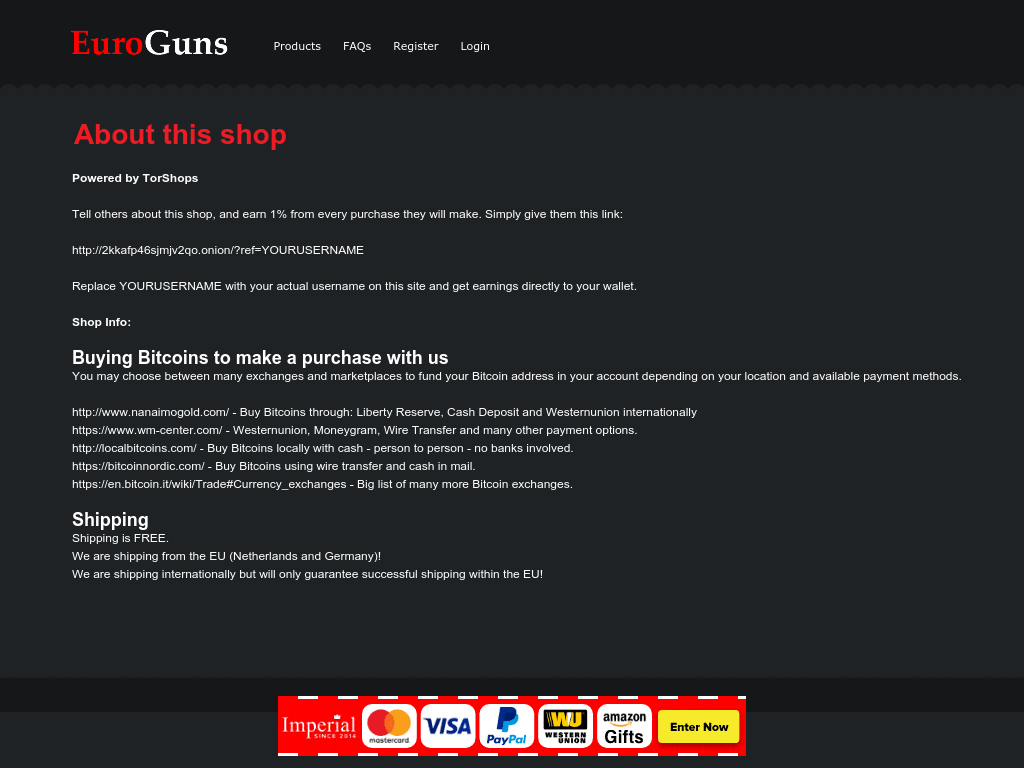 EuroGuns
Products FAQs Register Login
About this shop
Powered by TorShops
Tell others about this shop, and earn 1% from every purchase they will make. Simply give them this link:
http://2kkafp46sjmjv2qo.onion/?ref=YOURUSERNAME
Replace YOURUSERNAME with your actual username on this site and get earnings directly to your wallet.
Shop Info:
Buying Bitcoins to make a purchase with us
You may choose between many exchanges and marketplaces to fund your Bitcoin address in your account depending on your location and available payment methods.
http://www.nanaimogold.com/ - Buy Bitcoins through: Liberty Reserve, Cash Deposit and Westernunion internationally
https://www.wm-center.com/ - Westernunion, Moneygram, Wire Transfer and many other payment options.
http://localbitcoins.com/ - Buy Bitcoins locally with cash - person to person - no banks involved.
https://bitcoinnordic.com/ - Buy Bitcoins using wire transfer and cash in mail.
https://en.bitcoin.it/wiki/Trade#Currency_exchanges - Big list of many more Bitcoin exchanges.
Shipping
Shipping is FREE.
We are shipping from the EU (Netherlands and Germany)!
We are shipping internationally but will only guarantee successful shipping within the EU!
Imperial
SINCE 2014
mastercard
VISA
PayPal
WU
WESTERN
UNION
amazon
Gifts
Enter Now